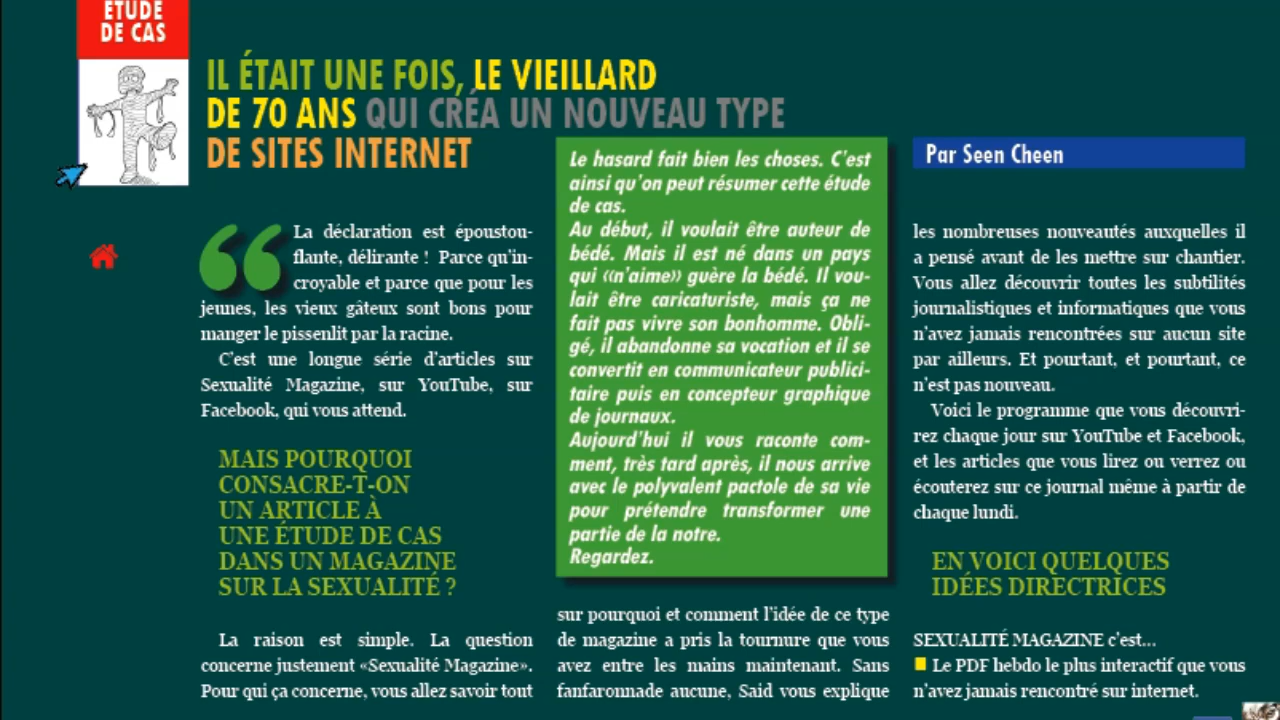 ÉTUDE
DE CAS
IL ÉTAIT UNE FOIS, LE VIEILLARD
DE 70 ANS QUI CRÉA UN NOUVEAU TYPE
DE SITES INTERNET
Par Seen Cheen
“ La déclaration est époustou-
flante, délirante ! Parce qu’in-
croyable et parce que pour les
jeunes, les vieux gâteux sont bons pour
manger le pissenlit par la racine.
C’est une longue série d’articles sur
Sexualité Magazine, sur YouTube, sur
Facebook, qui vous attend.
MAIS POURQUOI
CONSACRE-T-ON
UN ARTICLE À
UNE ÉTUDE DE CAS
DANS UN MAGAZINE
SUR LA SEXUALITÉ ?
La raison est simple. La question
concerne justement «Sexualité Magazine».
Pour qui ça concerne, vous allez savoir tout
Le hasard fait bien les choses. C’est
ainsi qu’on peut résumer cette étude
de cas.
Au début, il voulait être auteur de
bédé. Mais il est né dans un pays
qui «n’aime» guère la bédé. Il vou-
lait être caricaturiste, mais ça ne
fait pas vivre son bonhomme. Obli-
gé, il abandonne sa vocation et il se
convertit en communicateur publici-
taire puis en concepteur graphique
de journaux.
Aujourd’hui il vous raconte com-
ment, très tard après, il nous arrive
avec le polyvalent pactole de sa vie
pour prétendre transformer une
partie de la notre.
Regardez.
sur pourquoi et comment l’idée de ce type
de magazine a pris la tournure que vous
avez entre les mains maintenant. Sans
fanfaronnade aucune, Said vous explique
les nombreuses nouveautés auxquelles il
a pensé avant de les mettre sur chantier.
Vous allez découvrir toutes les subtilités
journalistiques et informatiques que vous
n’avez jamais rencontrées sur aucun site
par ailleurs. Et pourtant, et pourtant, ce
n’est pas nouveau.
Voici le programme que vous découvri-
rez chaque jour sur YouTube et Facebook,
et les articles que vous lirez ou verrez ou
écouterez sur ce journal même à partir de
chaque lundi.
EN VOICI QUELQUES
IDÉES DIRECTRICES
SEXUALITÉ MAGAZINE c’est...
Le PDF hebdo le plus interactif que vous
n’avez jamais rencontré sur internet.